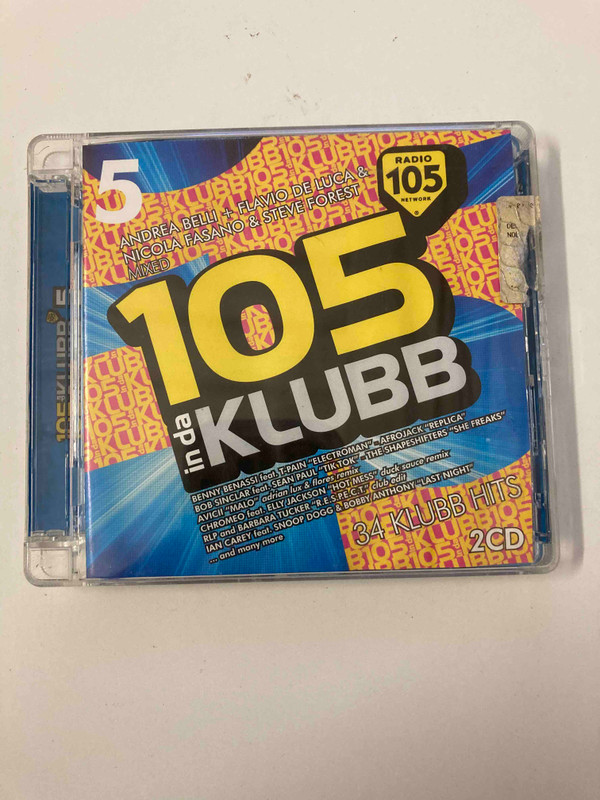 5
ANDREA BELLI + FLAVIO DE LUCA &
NICOLA FASANO & STEVE FOREST
MIXED
RADIO
105
NETWORK
105
in da KLUBB
BENNY BENASSI feat. T-PAIN "ELECTROMAN" - AFROJACK "REPLICA"
BOB SINCLAR feat. SEAN PAUL "TIK TOK" - THE SHAPESHIFTERS "SHE FREAKS"
AVICII "MALO" adrian lux & flores remix
CHROMEO feat. ELLY JACKSON "HOT MESS" duck sauce remix
RLP and BARBARA TUCKER "R.E.S.P.E.C.T." Club edit
IAN CAREY feat. SNOOP DOGG & BOBBY ANTHONY "LAST NIGHT"
... and many more
34 KLUBB HITS
2CD
105 KLUBB 5